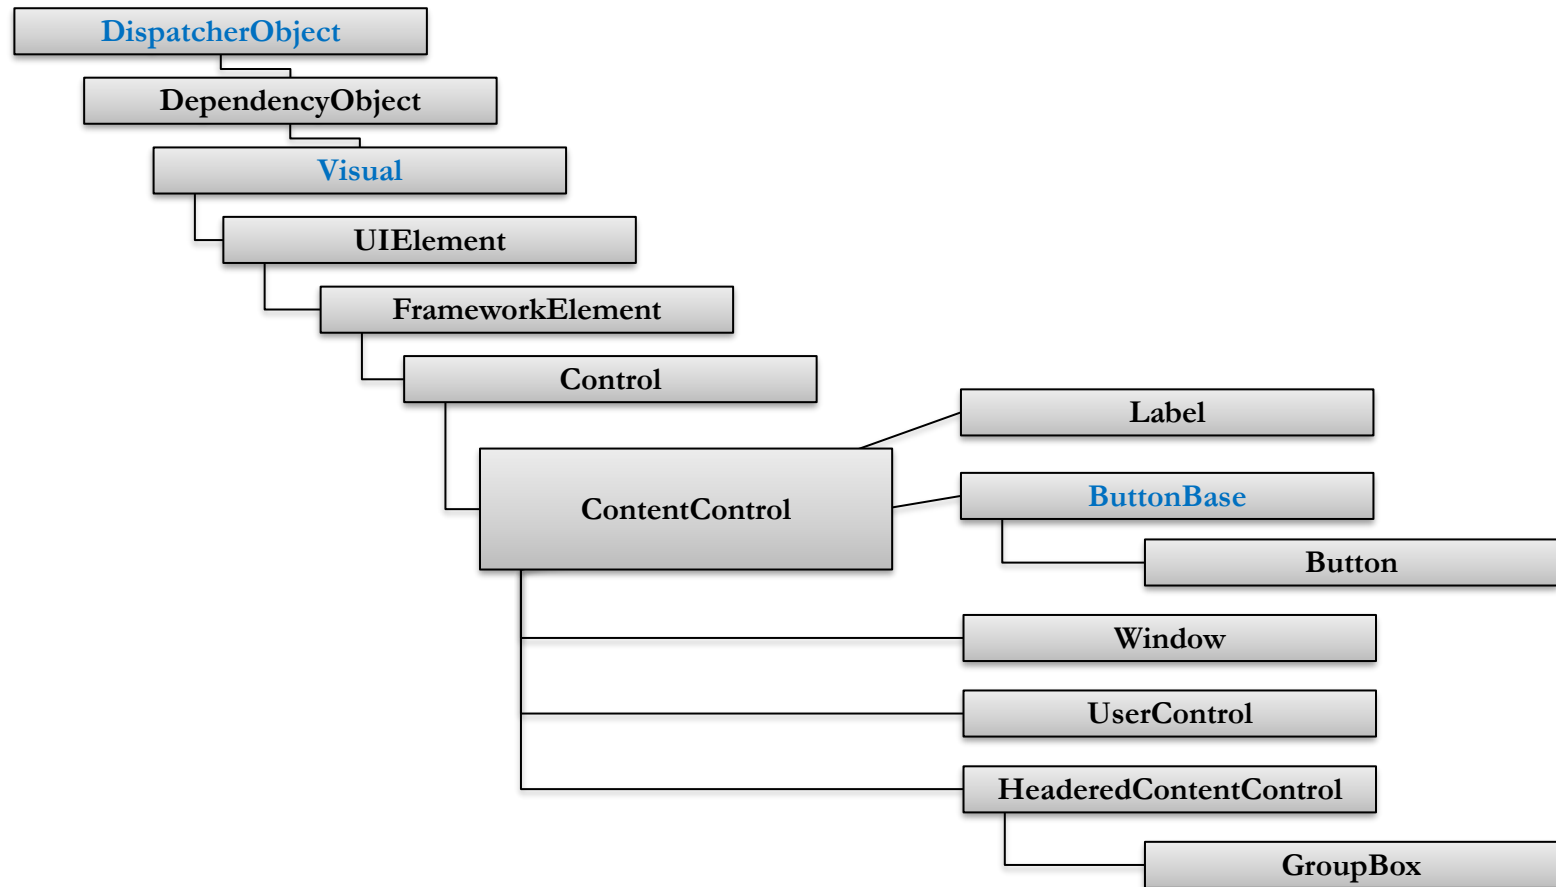 DispatcherObject
DependencyObject
Visual
UIElement
FrameworkElement
Control
Label
ContentControl
ButtonBase
Button
Window
UserControl
HeaderedContentControl
GroupBox